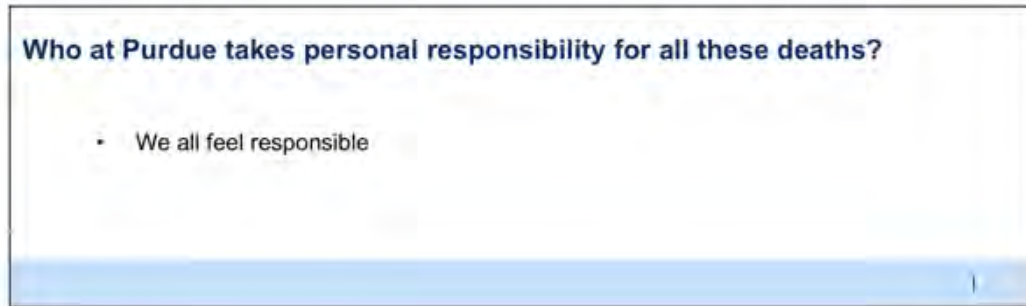 Who at Purdue takes personal responsibility for all these deaths?
• We all feel responsible